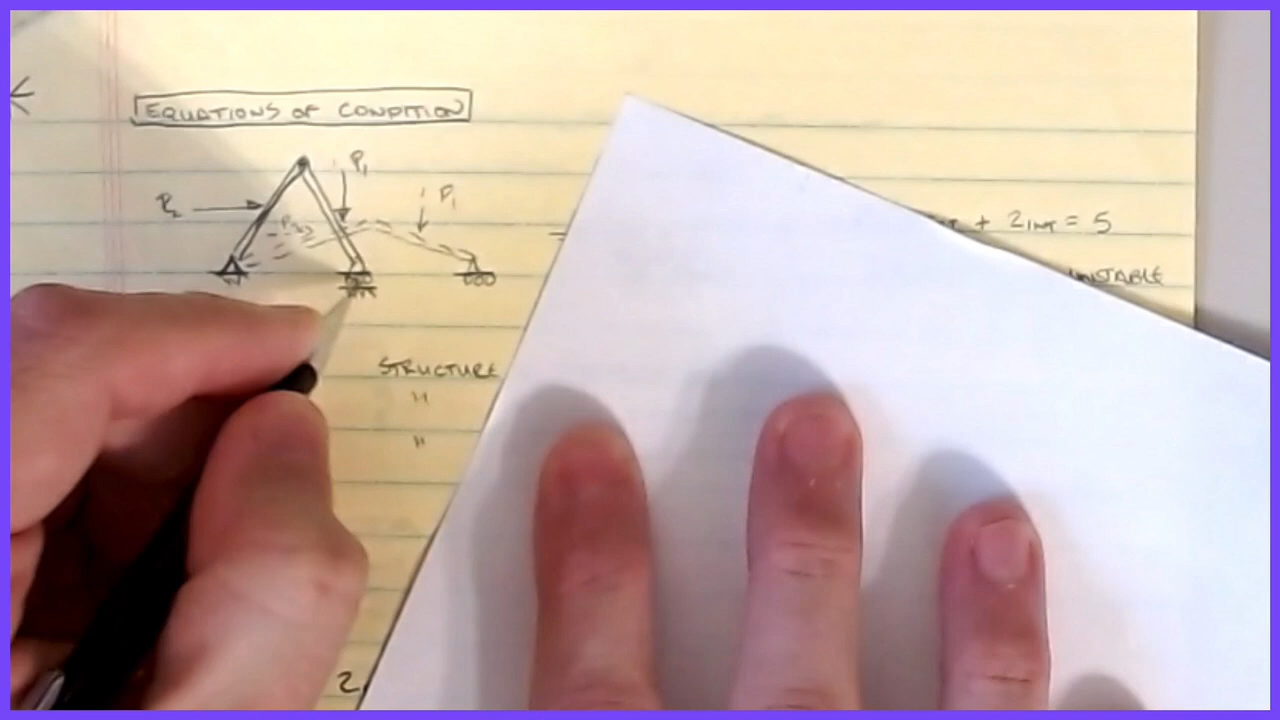 EQUATIONS OF CONDITION
P₁
P₂
P₁
+ 2INT = 5
UNSTABLE
STRUCTURE
"
"
2